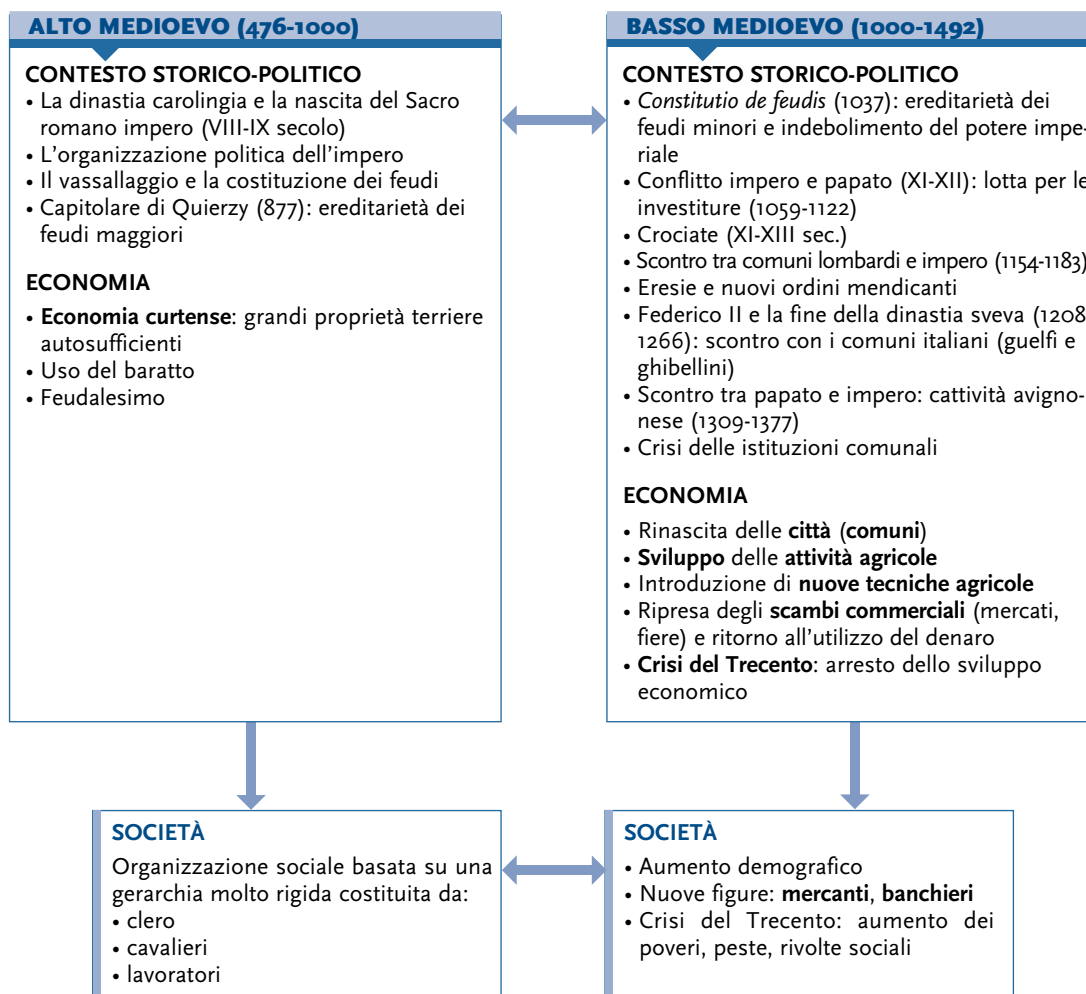 ALTO MEDIOEVO (476-1000)
CONTESTO STORICO-POLITICO
• La dinastia carolingia e la nascita del Sacro
romano impero (VIII-IX secolo)
• L'organizzazione politica dell'impero
• Il vassallaggio e la costituzione dei feudi
• Capitolare di Quierzy (877): ereditarietà dei
feudi maggiori
ECONOMIA
• Economia curtense: grandi proprietà terriere
autosufficienti
• Uso del baratto
• Feudalesimo
BASSO MEDIOEVO (1000-1492)
CONTESTO STORICO-POLITICO
• Constitutio de feudis (1037): ereditarietà dei
feudi minori e indebolimento del potere impe-
riale
• Conflitto impero e papato (XI-XII): lotta per le
investiture (1059-1122)
• Crociate (XI-XIII sec.)
• Scontro tra comuni lombardi e impero (1154-1183)
• Eresie e nuovi ordini mendicanti
• Federico II e la fine della dinastia sveva (1208
1266): scontro con i comuni italiani (guelfi e
ghibellini)
• Scontro tra papato e impero: cattività avigno-
nese (1309-1377)
• Crisi delle istituzioni comunali
ECONOMIA
• Rinascita delle città (comuni)
• Sviluppo delle attività agricole
• Introduzione di nuove tecniche agricole
• Ripresa degli scambi commerciali (mercati,
fiere) e ritorno all'utilizzo del denaro
• Crisi del Trecento: arresto dello sviluppo
economico
SOCIETÀ
Organizzazione sociale basata su una
gerarchia molto rigida costituita da:
• clero
• cavalieri
• lavoratori
SOCIETÀ
• Aumento demografico
• Nuove figure: mercanti, banchieri
• Crisi del Trecento: aumento dei
poveri, peste, rivolte sociali